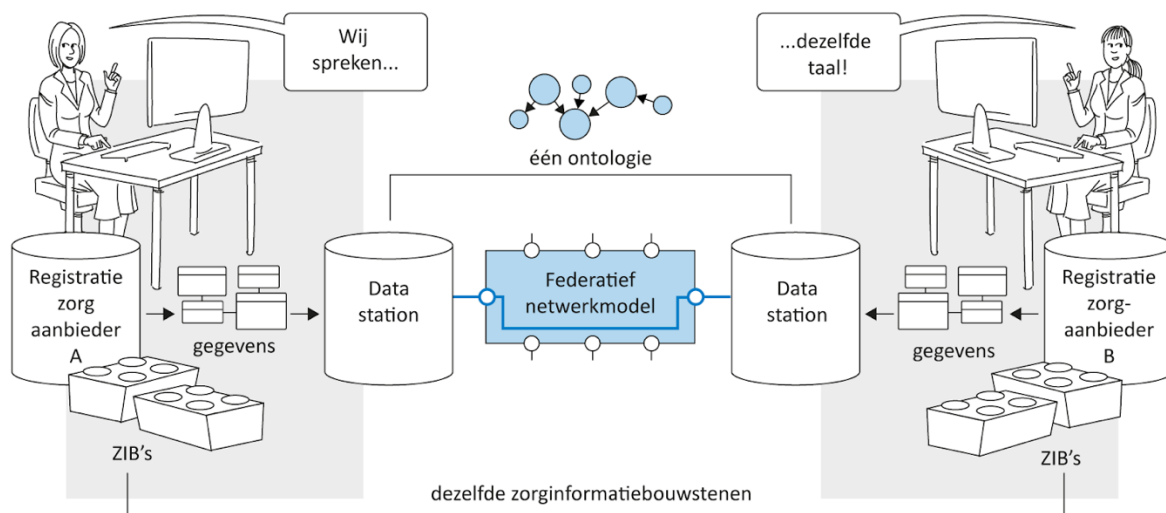 Wij
spreken...
...dezelfde
taal!
één ontologie
Registratie
zorg
aanbieder
A
gegevens
Data
station
Federatief
netwerkmodel
Data
station
gegevens
Registratie
zorg-
aanbieder
B
ZIB's
ZIB's
dezelfde zorginformatiebouwstenen